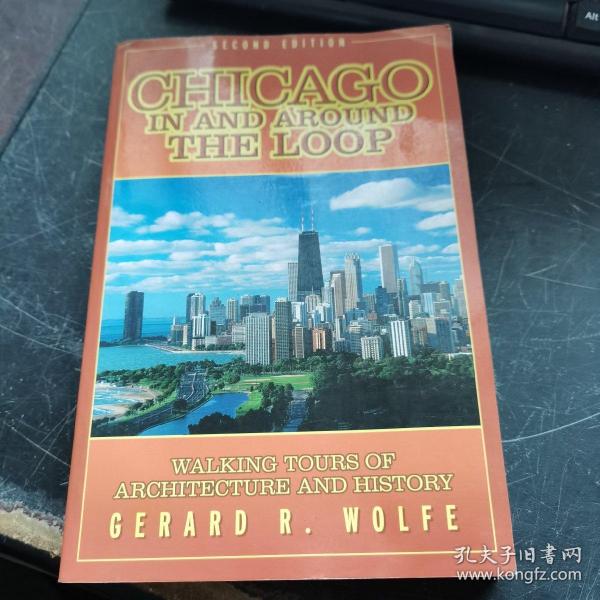 SECOND EDITION
CHICAGO
IN AND AROUND
THE LOOP
WALKING TOURS OF
ARCHITECTURE AND HISTORY
GERARD R. WOLFE
Alt
孔夫子旧书网
www.kongfz.com